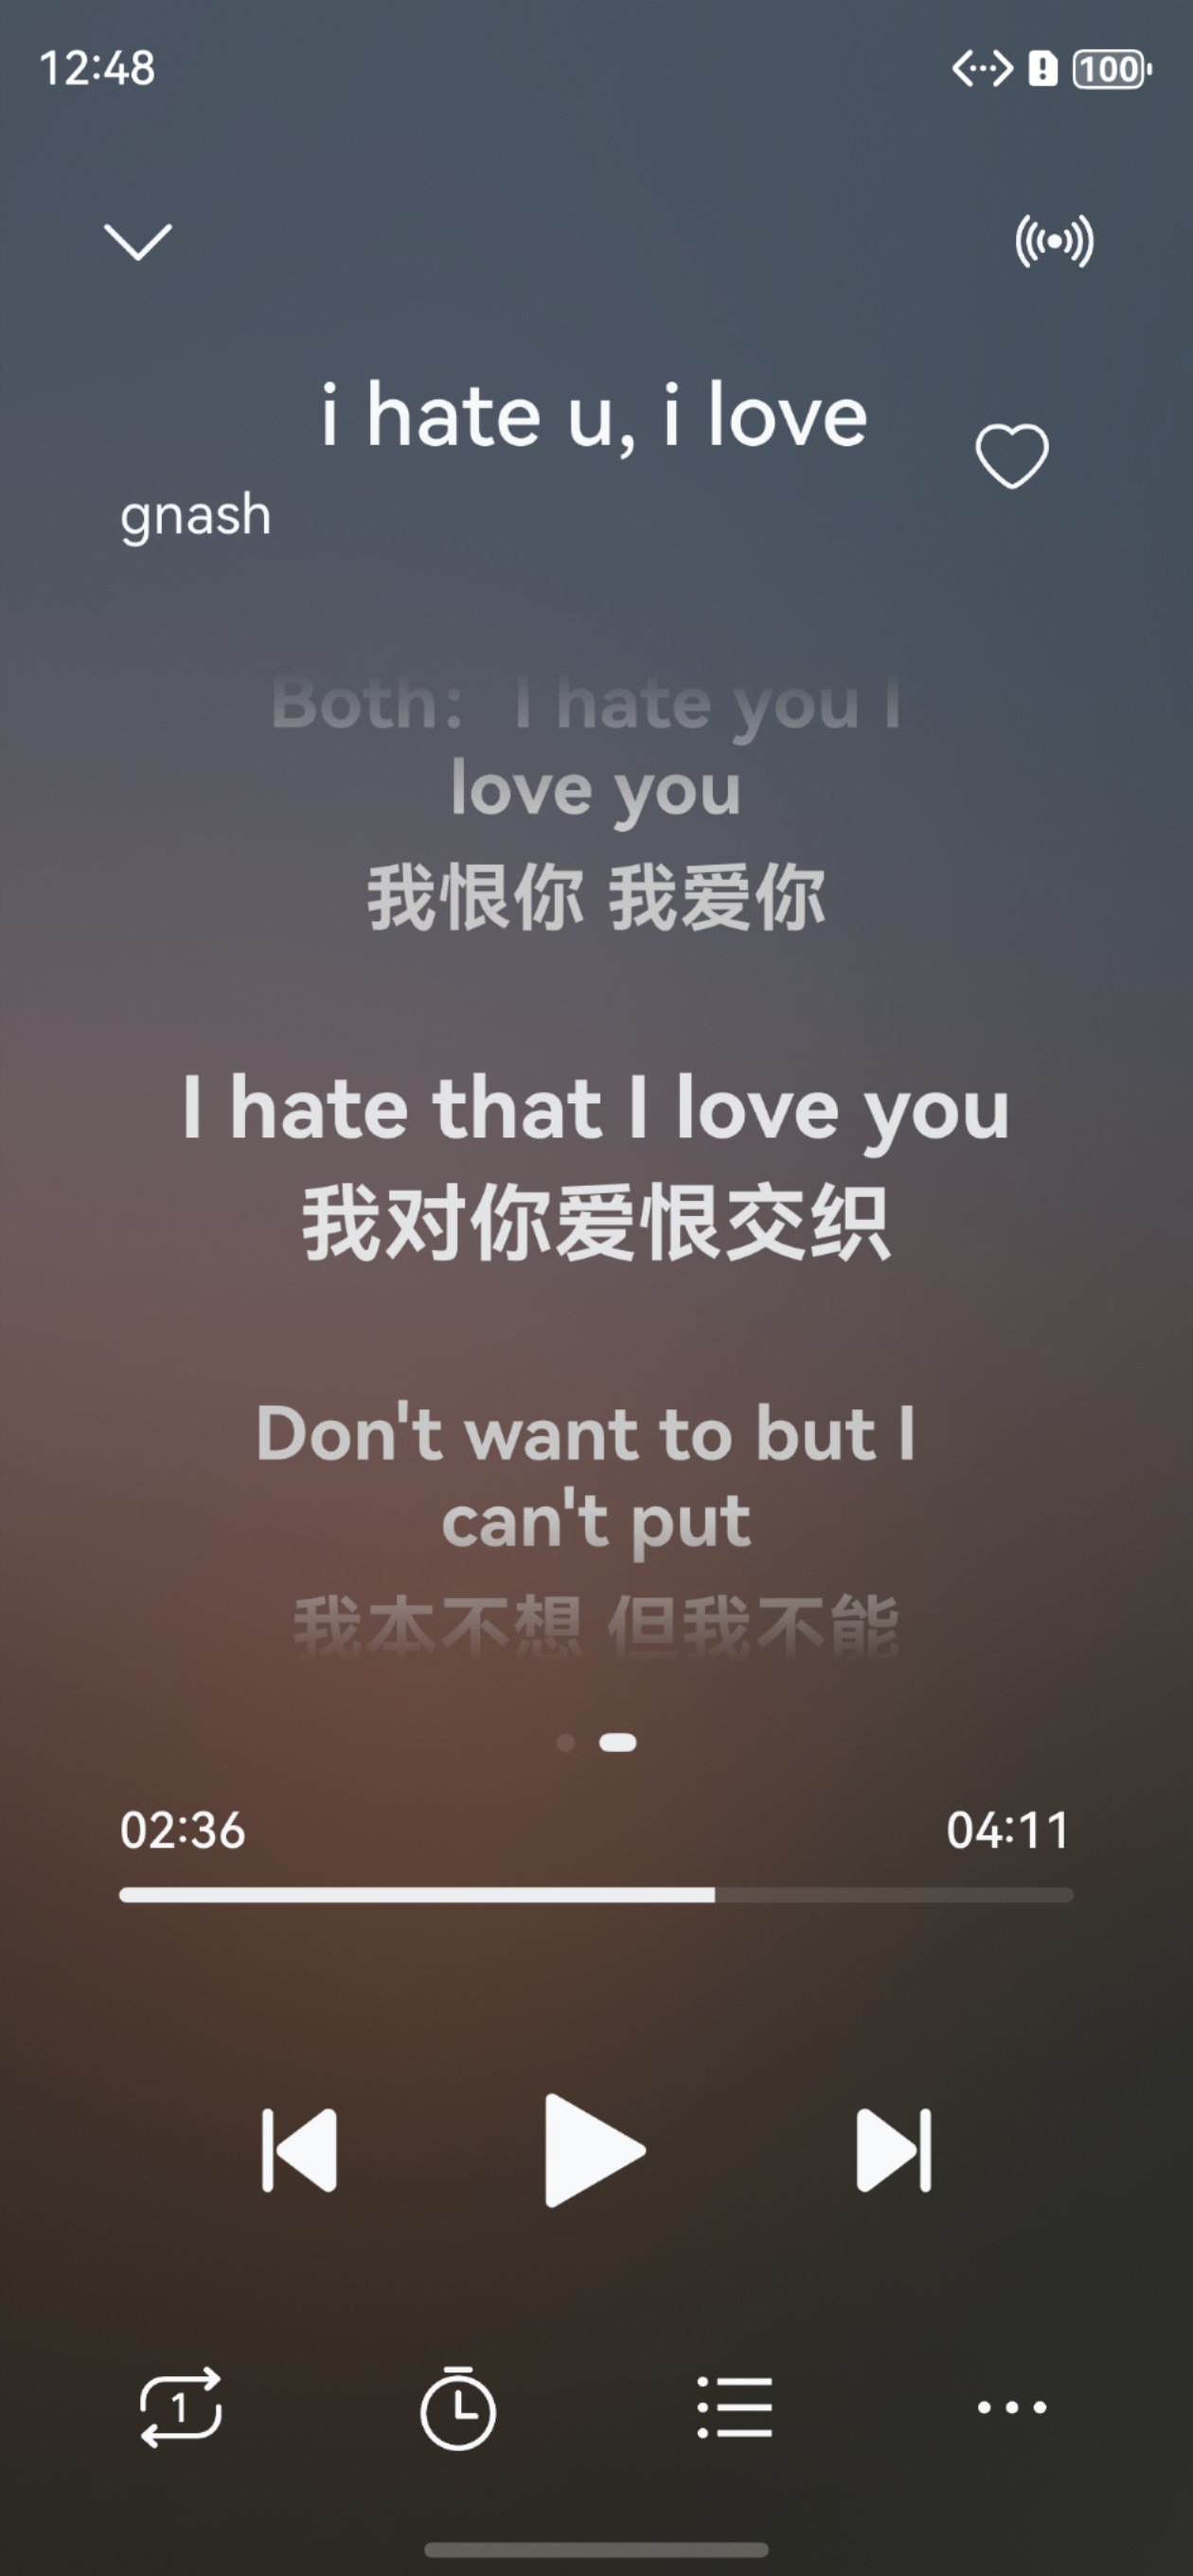 12:48
100
i hate u, i love
gnash
Both： I hate you I
love you
我恨你 我爱你
I hate that I love you
我对你爱恨交织
Don't want to but I
can't put
我本不想 但我不能
02:36
04:11
1